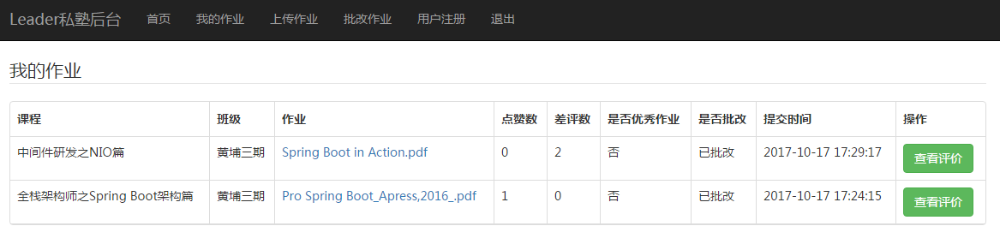 Leader私塾后台 首页 我的作业 上传作业 批改作业 用户注册 退出
我的作业
课程 班级 作业 点赞数 差评数 是否优秀作业 是否批改 提交时间 操作
中间件研发之NIO篇 黄埔三期 Spring Boot in Action.pdf 0 2 否 已批改 2017-10-17 17:29:17 查看评价
全栈架构师之Spring Boot架构篇 黄埔三期 Pro Spring Boot_Apress,2016_.pdf 1 0 否 已批改 2017-10-17 17:24:15 查看评价